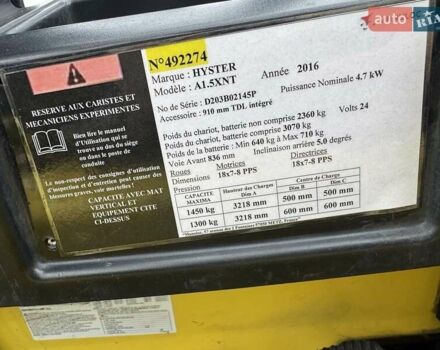 auto RIA
N°492274
Marque : HYSTER Année 2016
Modèle : A1.5XNT Puissance Nominale 4.7 kW
No de Série : D203B02145P
Accessoire : 910 mm TDL intégré
Poids du chariot, batterie non comprise 2360 kg Volts 24
Poids du chariot, batterie comprise 3070 kg
Poids de la batterie : Min 640 kg à Max 710 kg
Voie Avant 836 mm Inclinaison arrière 5,0 degrés
Roues Motrices Directrices
Dimensions 18x7-8 PPS 18x7-8 PPS
Pression
CAPACITE MAXIMA Hauteur des Charges Dim A Centre de Charge Dim B Dim C
1450 kg 3218 mm 500 mm 500 mm
1300 kg 3218 mm 600 mm 600 mm
RESERVE AUX CARISTES ET
MECANICIENS EXPERIMENTES
Bien lire le manuel
d'utilisation qui se
trouve au dos du siège
ou dans le poste
de conduite
Le non-respect des consignes d'utilisation,
d'inspection et d'entretien peut causer des
blessures graves, voir mortelles !
CAPACITE AVEC MAT
VERTICAL ET
EQUIPEMENT CITE
CI-DESSUS